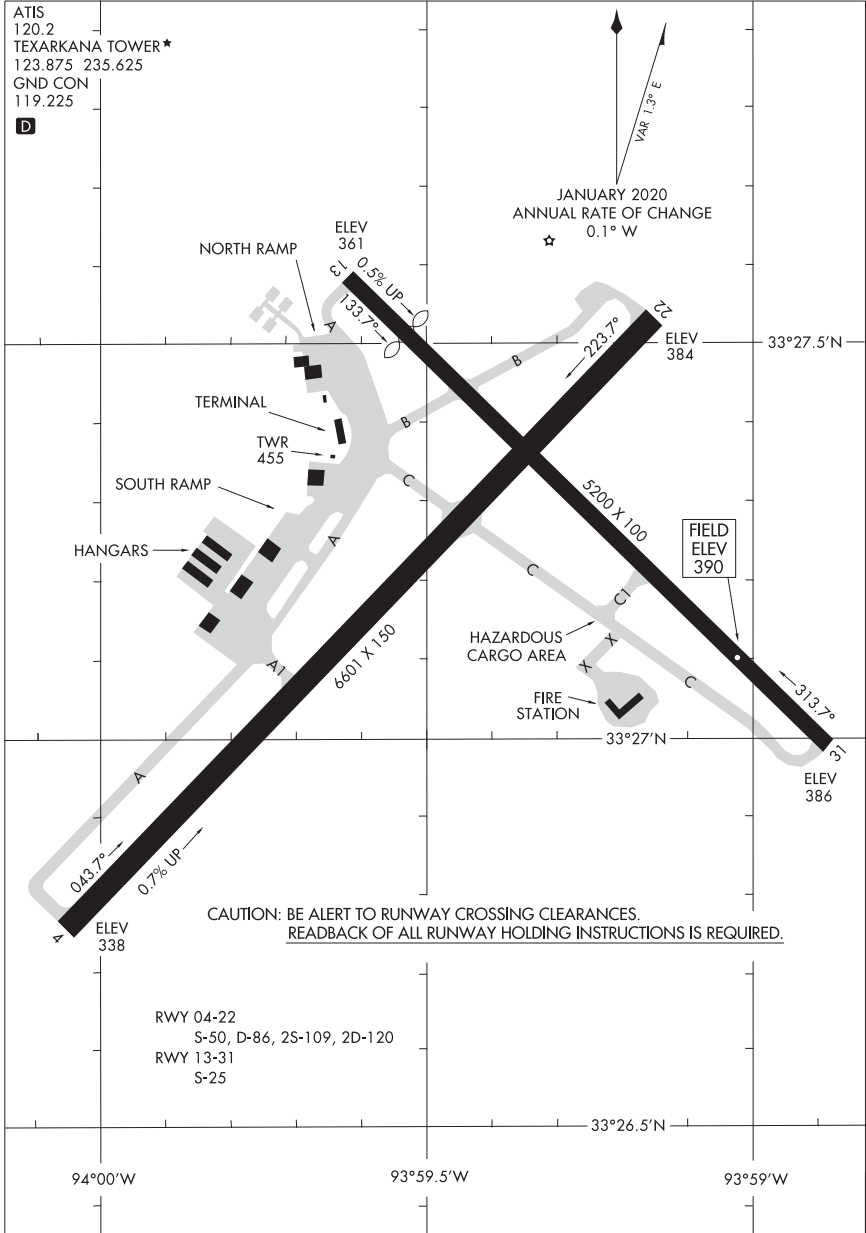 ATIS
120.2
TEXARKANA TOWER★
123.875 235.625
GND CON
119.225
D
VAR 1.3° E
JANUARY 2020
ANNUAL RATE OF CHANGE
0.1° W
ELEV
361
NORTH RAMP
13
0.5% UP
133.7°
A
22
223.7°
ELEV
384
33°27.5'N
B
TERMINAL
B
TWR
455
C
SOUTH RAMP
5200 X 100
HANGARS
A
FIELD
ELEV
390
C
C1
6601 X 150
HAZARDOUS
CARGO AREA
X
X
A1
C
313.7°
FIRE
STATION
33°27'N
31
ELEV
386
A
043.7°
0.7% UP
4
ELEV
338
CAUTION: BE ALERT TO RUNWAY CROSSING CLEARANCES.
READBACK OF ALL RUNWAY HOLDING INSTRUCTIONS IS REQUIRED.
RWY 04-22
S-50, D-86, 2S-109, 2D-120
RWY 13-31
S-25
33°26.5'N
94°00'W
93°59.5'W
93°59'W